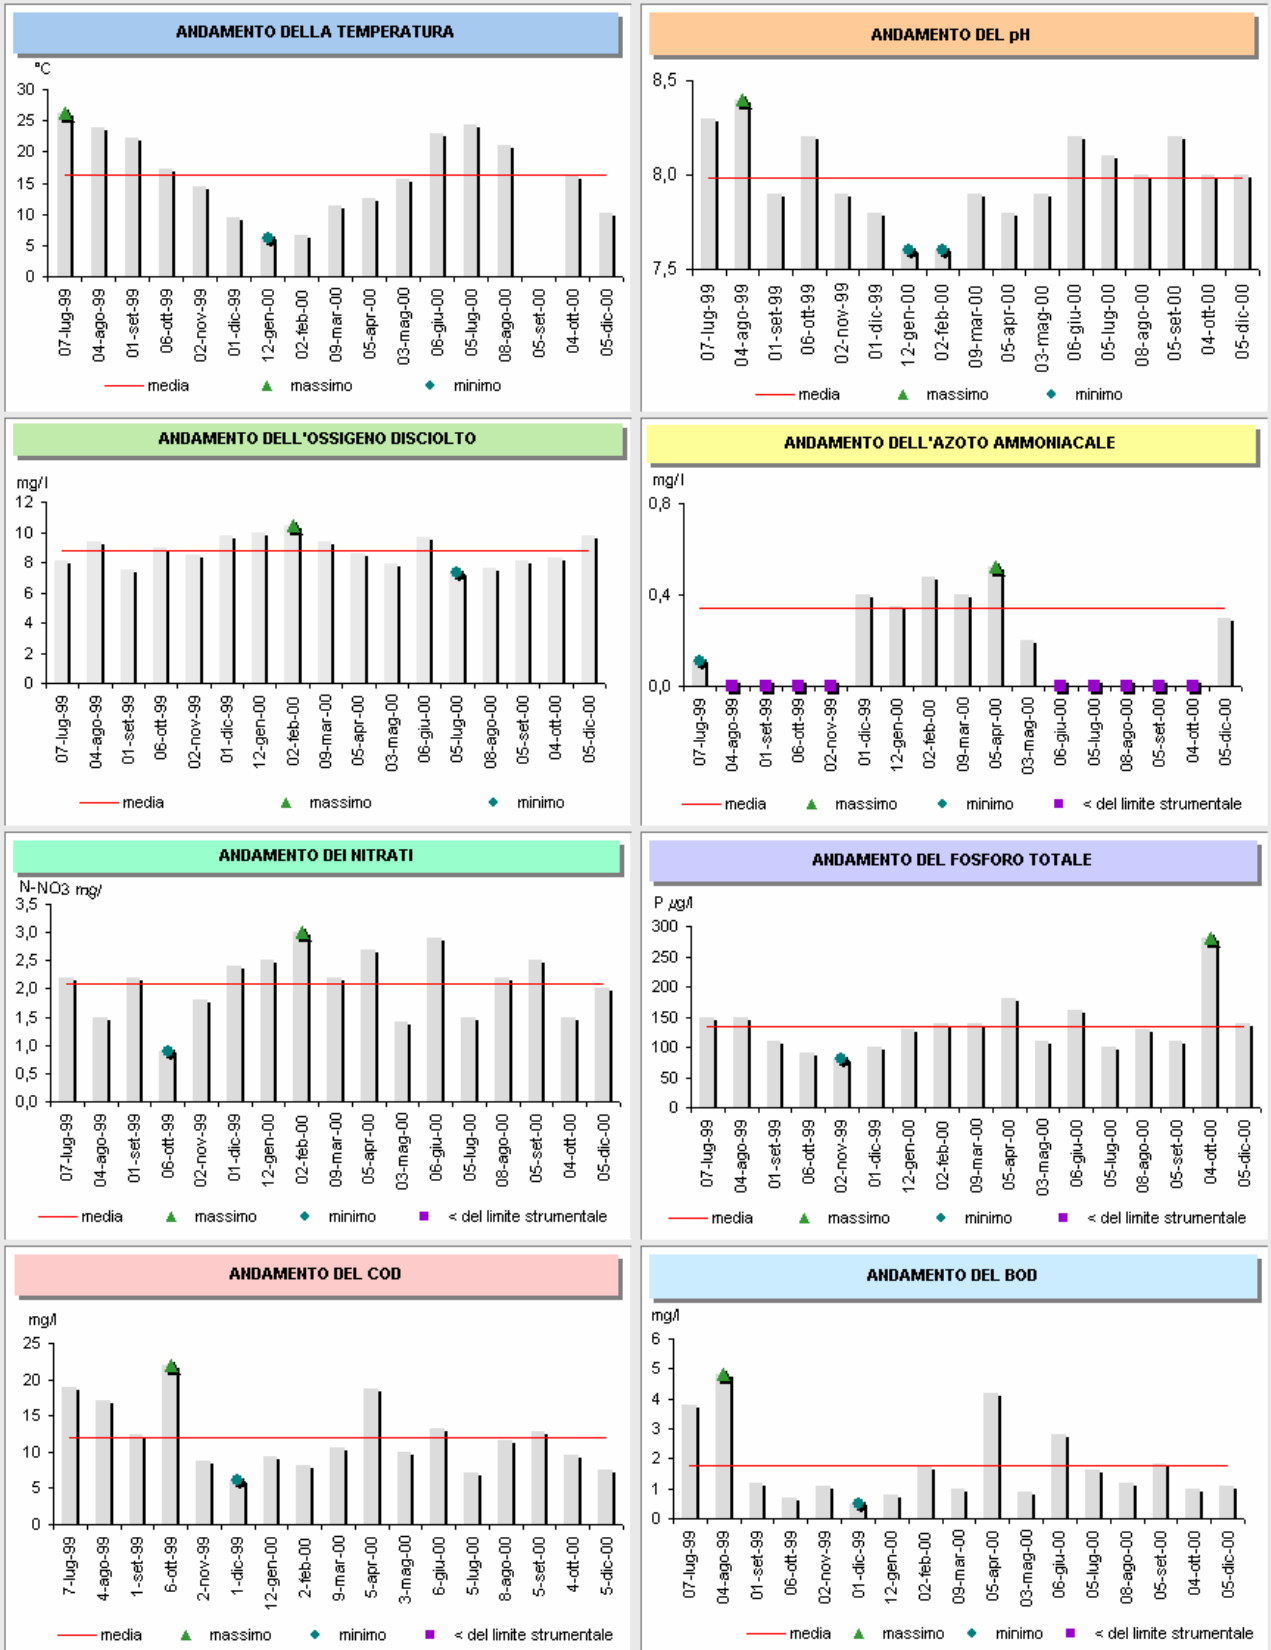 ANDAMENTO DELLA TEMPERATURA
°C
30
25
20
15
10
5
0
07-lug-99
04-ago-99
01-set-99
06-ott-99
02-nov-99
01-dic-99
12-gen-00
02-feb-00
09-mar-00
05-apr-00
03-mag-00
06-giu-00
05-lug-00
08-ago-00
05-set-00
04-ott-00
05-dic-00
media massimo minimo
ANDAMENTO DEL pH
8,5
8,0
7,5
07-lug-99
04-ago-99
01-set-99
06-ott-99
02-nov-99
01-dic-99
12-gen-00
02-feb-00
09-mar-00
05-apr-00
03-mag-00
06-giu-00
05-lug-00
08-ago-00
05-set-00
04-ott-00
05-dic-00
media massimo minimo
ANDAMENTO DELL'OSSIGENO DISCIOLTO
mg/l
12
10
8
6
4
2
0
07-lug-99
04-ago-99
01-set-99
06-ott-99
02-nov-99
01-dic-99
12-gen-00
02-feb-00
09-mar-00
05-apr-00
03-mag-00
06-giu-00
05-lug-00
08-ago-00
05-set-00
04-ott-00
05-dic-00
media massimo minimo
ANDAMENTO DELL'AZOTO AMMONIACALE
mg/l
0,8
0,4
0,0
07-lug-99
04-ago-99
01-set-99
06-ott-99
02-nov-99
01-dic-99
12-gen-00
02-feb-00
09-mar-00
05-apr-00
03-mag-00
06-giu-00
05-lug-00
08-ago-00
05-set-00
04-ott-00
05-dic-00
media massimo minimo < del limite strumentale
ANDAMENTO DEI NITRATI
N-NO3 mg/
3,5
3,0
2,5
2,0
1,5
1,0
0,5
0,0
07-lug-99
04-ago-99
01-set-99
06-ott-99
02-nov-99
01-dic-99
12-gen-00
02-feb-00
09-mar-00
05-apr-00
03-mag-00
06-giu-00
05-lug-00
08-ago-00
05-set-00
04-ott-00
05-dic-00
media massimo minimo < del limite strumentale
ANDAMENTO DEL FOSFORO TOTALE
P µg/l
300
250
200
150
100
50
0
07-lug-99
04-ago-99
01-set-99
06-ott-99
02-nov-99
01-dic-99
12-gen-00
02-feb-00
09-mar-00
05-apr-00
03-mag-00
06-giu-00
05-lug-00
08-ago-00
05-set-00
04-ott-00
05-dic-00
media massimo minimo < del limite strumentale
ANDAMENTO DEL COD
mg/l
25
20
15
10
5
0
7-lug-99
4-ago-99
1-set-99
6-ott-99
2-nov-99
1-dic-99
12-gen-00
2-feb-00
9-mar-00
5-apr-00
3-mag-00
6-giu-00
5-lug-00
8-ago-00
5-set-00
4-ott-00
5-dic-00
media massimo minimo < del limite strumentale
ANDAMENTO DEL BOD
mg/l
6
5
4
3
2
1
0
07-lug-99
04-ago-99
01-set-99
06-ott-99
02-nov-99
01-dic-99
12-gen-00
02-feb-00
09-mar-00
05-apr-00
03-mag-00
06-giu-00
05-lug-00
08-ago-00
05-set-00
04-ott-00
05-dic-00
media massimo minimo < del limite strumentale